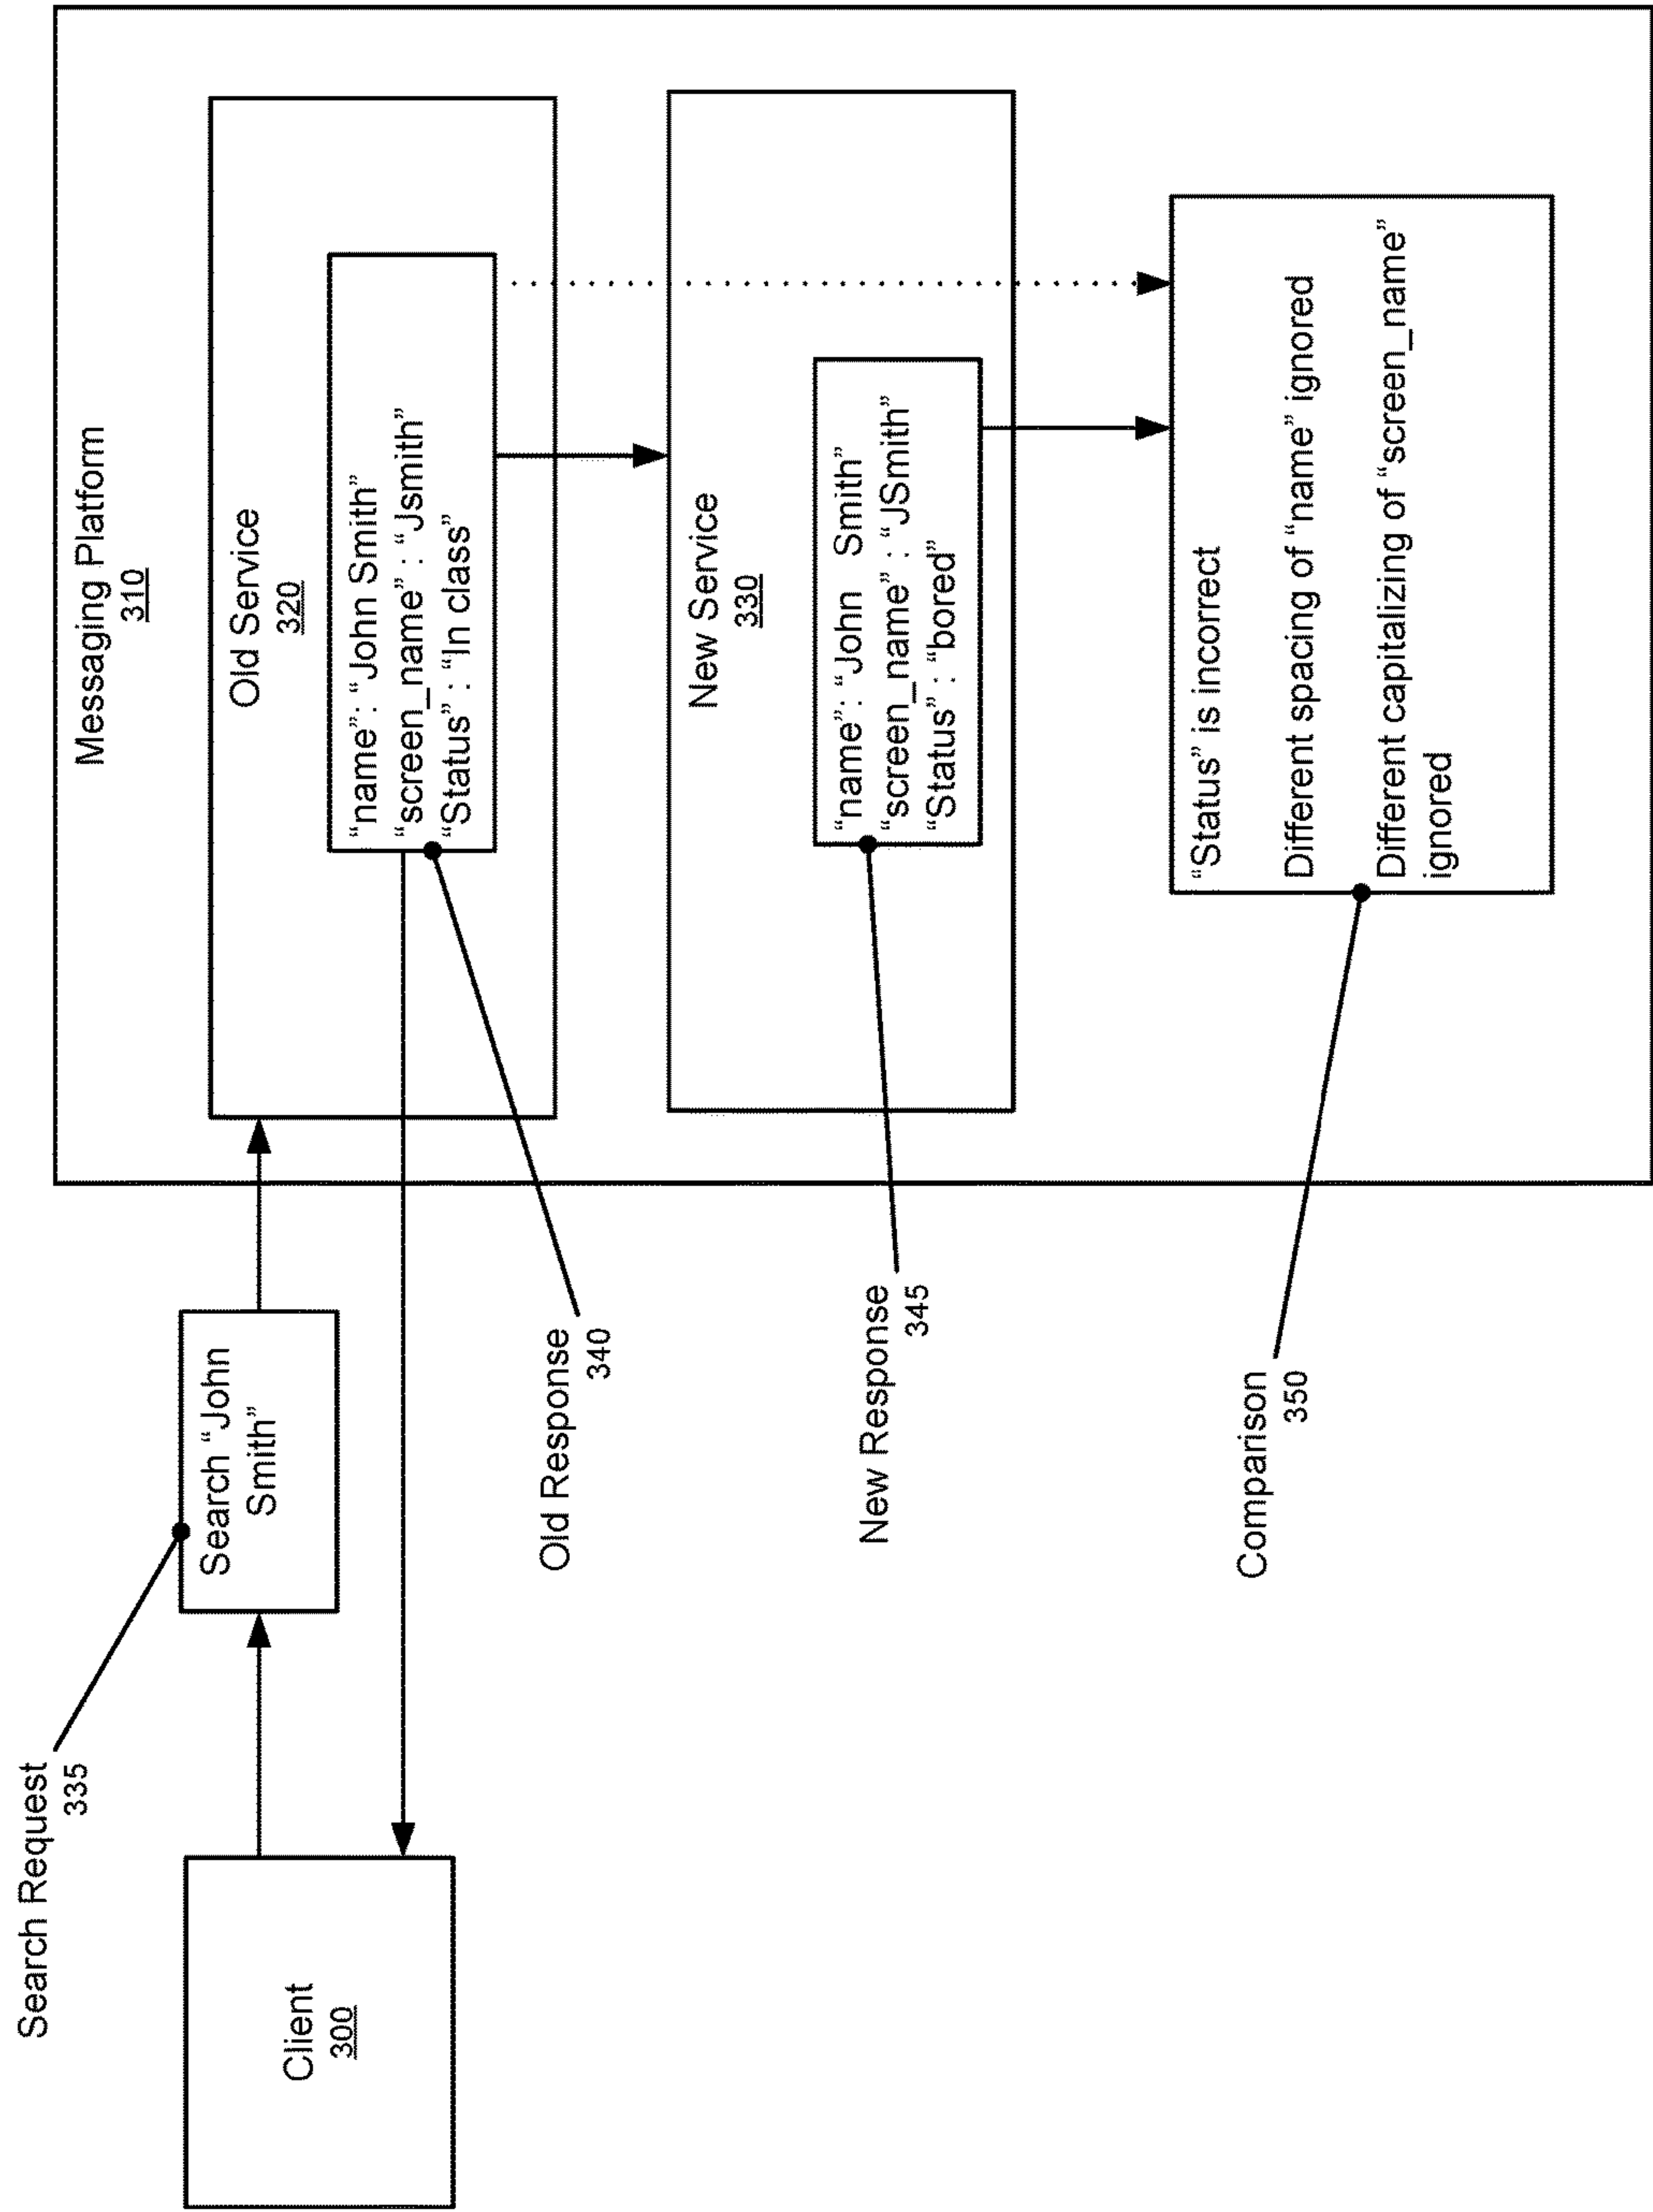 Search Request
335
Client
300
Search “John
Smith”
Messaging Platform
310
Old Service
320
“name”: “John Smith”
“screen_name” : “Jsmith”
“Status” : “In class”
Old Response
340
New Service
330
“name”: “John   Smith”
“screen_name” : “JSmith”
“Status” : “bored”
New Response
345
“Status” is incorrect
Different spacing of “name” ignored
Different capitalizing of “screen_name”
ignored
Comparison
350